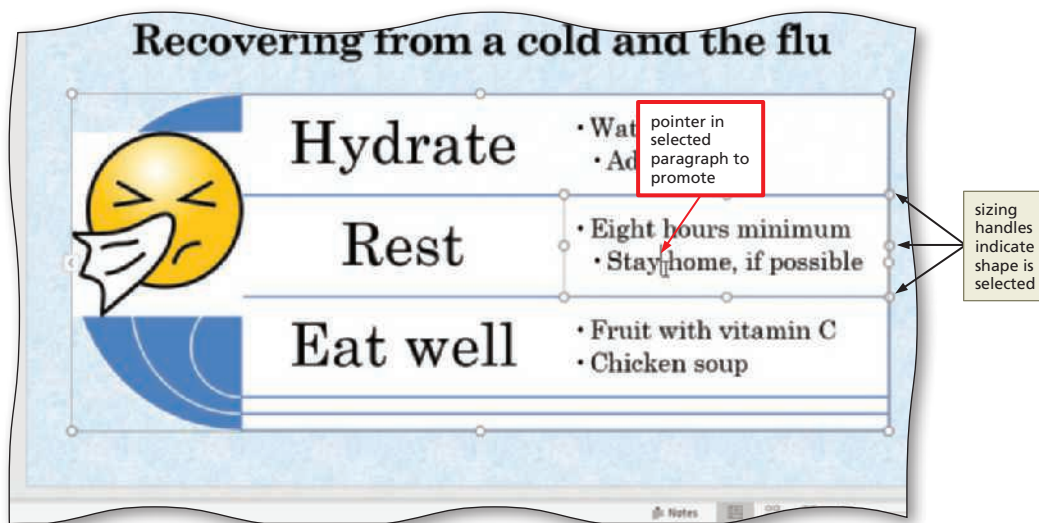 Recovering from a cold and the flu
Hydrate
• Wat
• Ad
pointer in
selected
paragraph to
promote
Rest
• Eight hours minimum
• Stay home, if possible
sizing
handles
indicate
shape is
selected
Eat well
• Fruit with vitamin C
• Chicken soup
Notes